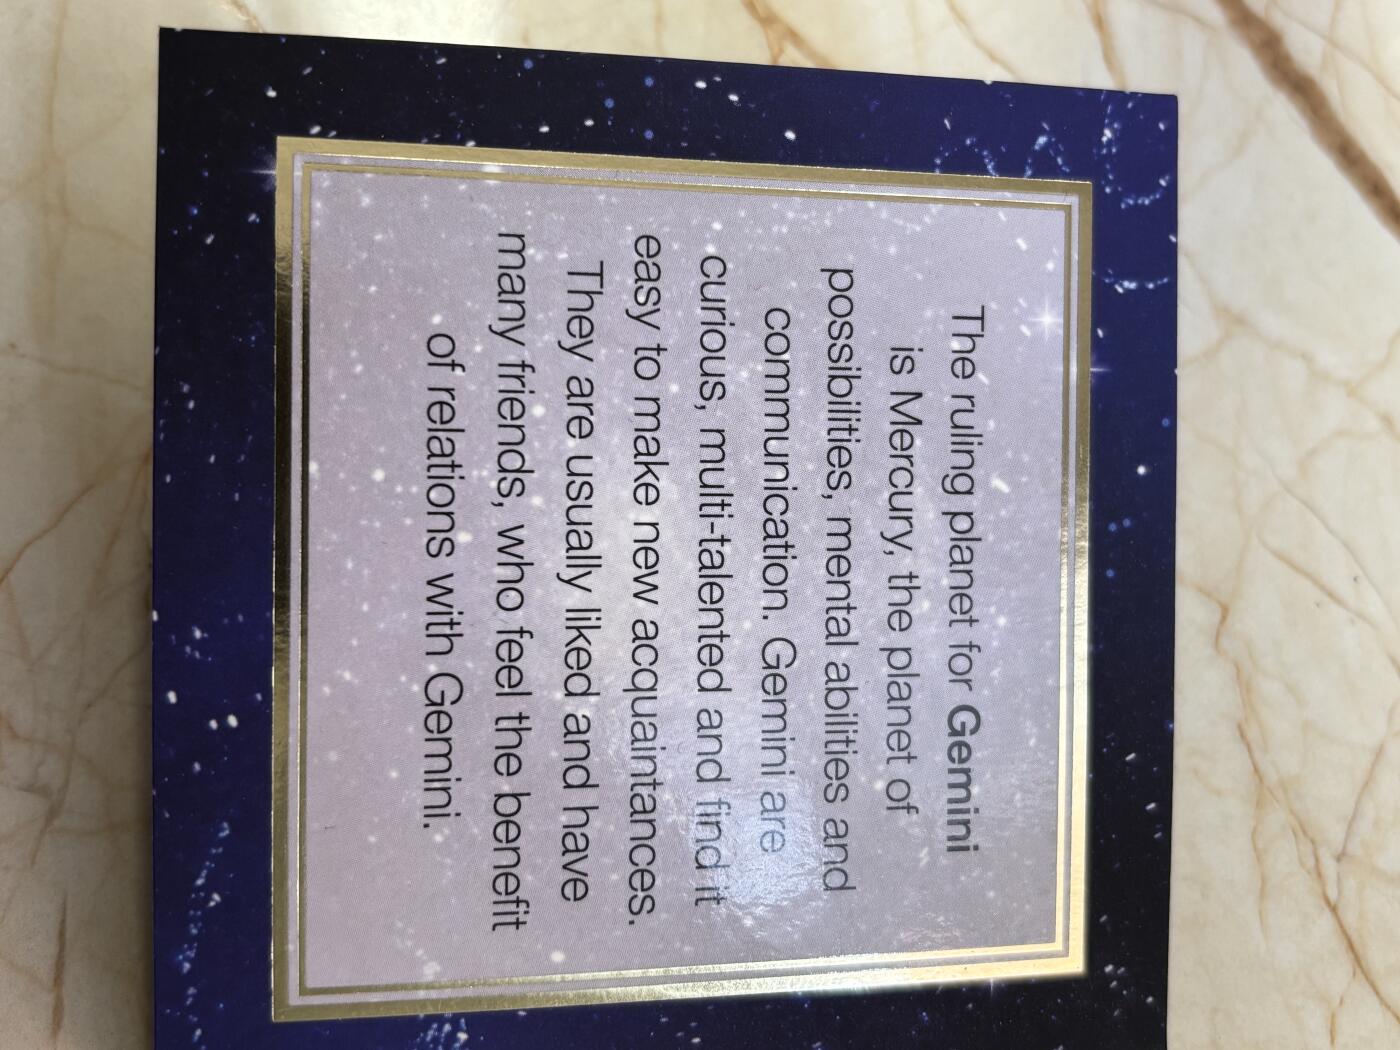 The ruling planet for Gemini
is Mercury, the planet of
possibilities, mental abilities and
communication. Gemini are
curious, multi-talented and find it
easy to make new acquaintances.
They are usually liked and have
many friends, who feel the benefit
of relations with Gemini.